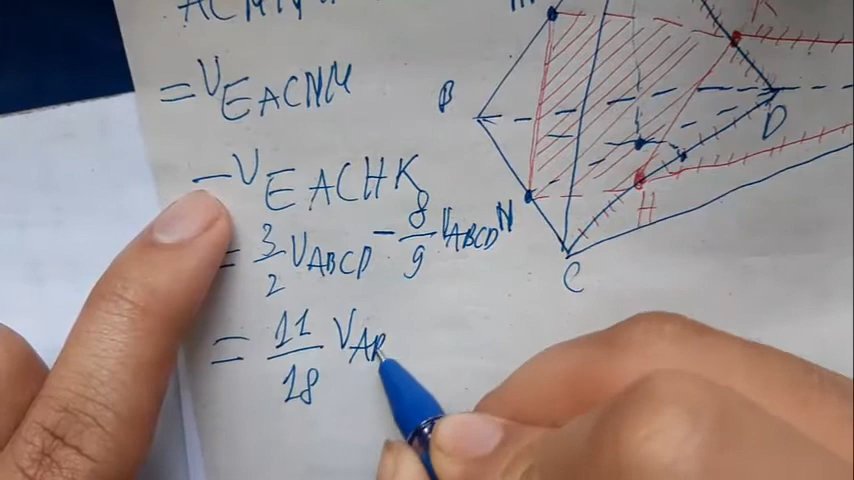 = V EACNM
- V EACHK
= 3/2 V ABCD - 8/9 V ABCD
= 11/18 V AB
B
D
H
N
C
K